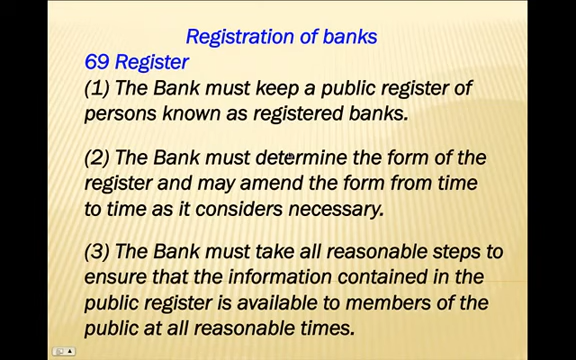 Registration of banks
69 Register
(1) The Bank must keep a public register of
persons known as registered banks.
(2) The Bank must determine the form of the
register and may amend the form from time
to time as it considers necessary.
(3) The Bank must take all reasonable steps to
ensure that the information contained in the
public register is available to members of the
public at all reasonable times.